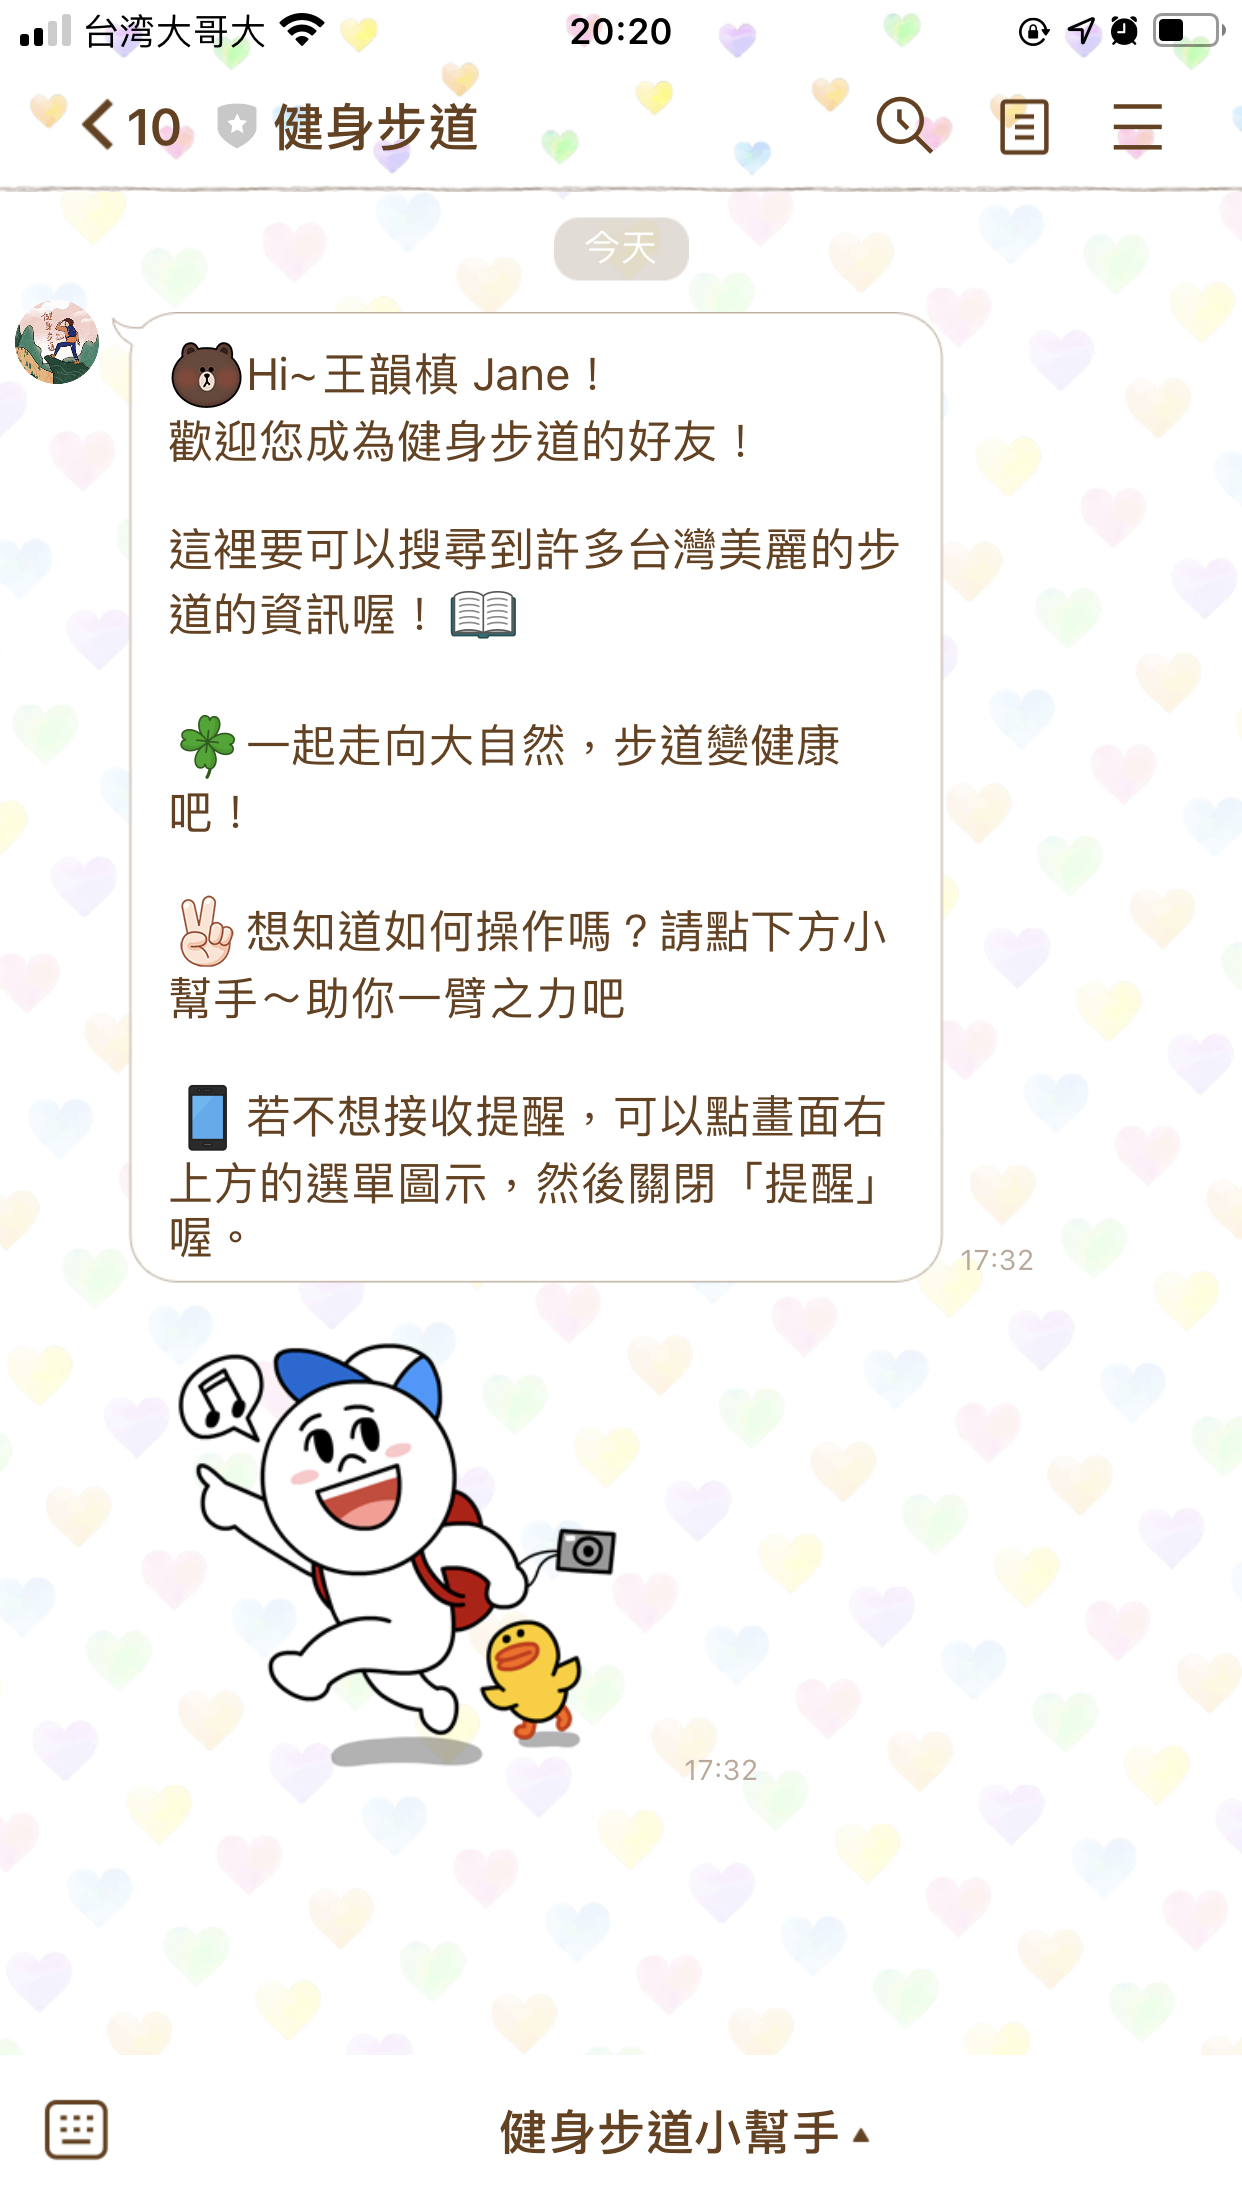 台湾大哥大 20:20
10 健身步道
今天
Hi~王韻槙 Jane！
歡迎您成為健身步道的好友！
這裡要可以搜尋到許多台灣美麗的步
道的資訊喔！
一起走向大自然，步道變健康
吧！
想知道如何操作嗎？請點下方小
幫手～助你一臂之力吧
若不想接收提醒，可以點畫面右
上方的選單圖示，然後關閉「提醒」
喔。
17:32
17:32
健身步道小幫手